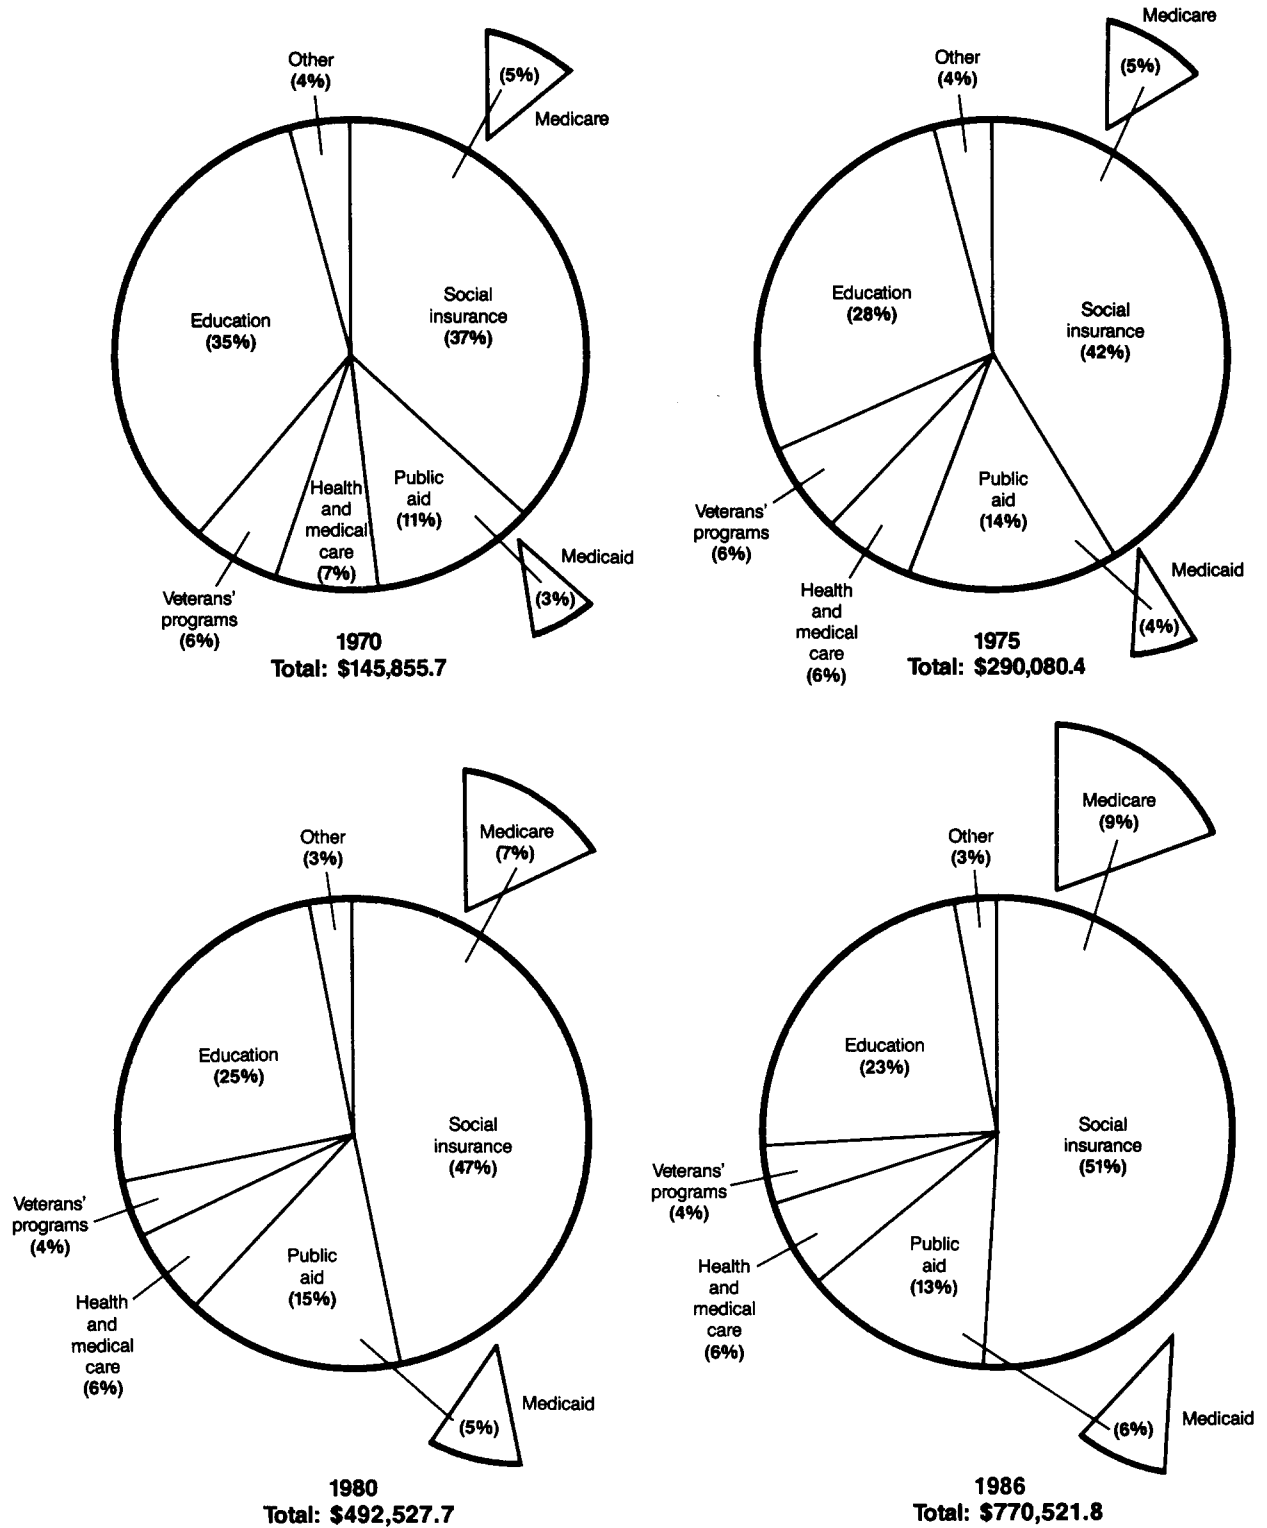 Other
(4%)
(5%)
Medicare
Education
(35%)
Social
insurance
(37%)
Health
and
medical
care
(7%)
Public
aid
(11%)
Medicaid
(3%)
Veterans'
programs
(6%)
1970
Total: $145,855.7
Medicare
Other
(4%)
(5%)
Education
(28%)
Social
insurance
(42%)
Public
aid
(14%)
Veterans'
programs
(6%)
Health
and
medical
care
(6%)
Medicaid
(4%)
1975
Total: $290,080.4
Other
(3%)
Medicare
(7%)
Education
(25%)
Social
insurance
(47%)
Veterans'
programs
(4%)
Public
aid
(15%)
Health
and
medical
care
(6%)
Medicaid
(5%)
1980
Total: $492,527.7
Medicare
(9%)
Other
(3%)
Education
(23%)
Social
insurance
(51%)
Veterans'
programs
(4%)
Public
aid
(13%)
Health
and
medical
care
(6%)
Medicaid
(6%)
1986
Total: $770,521.8